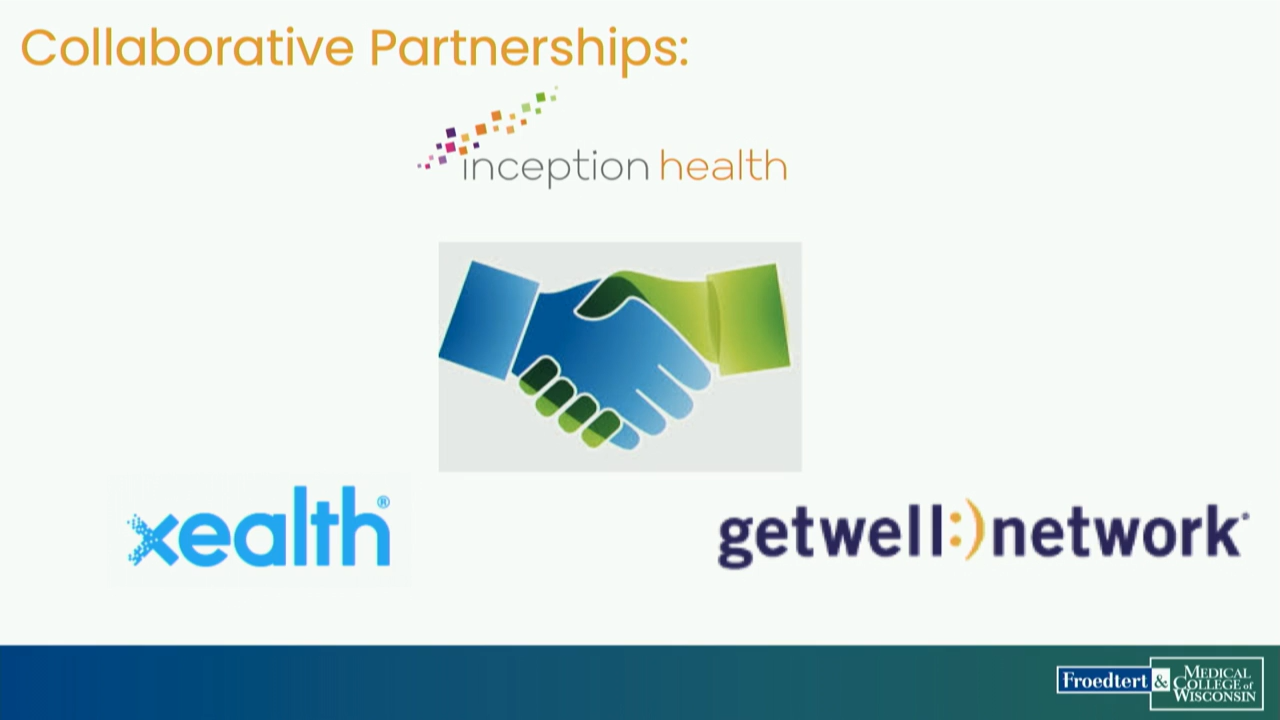 Collaborative Partnerships:
inception health
xealth®
getwell:)network
Froedtert & MEDICAL
COLLEGE of
WISCONSIN